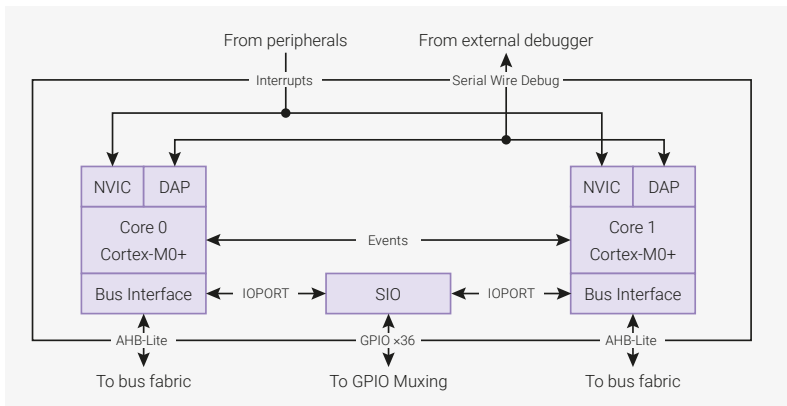 From peripherals
From external debugger
Interrupts
Serial Wire Debug
NVIC
DAP
NVIC
DAP
Core 0
Cortex-M0+
Core 1
Cortex-M0+
Events
Bus Interface
IOPORT
SIO
IOPORT
Bus Interface
AHB-Lite
GPIO ×36
AHB-Lite
To bus fabric
To GPIO Muxing
To bus fabric